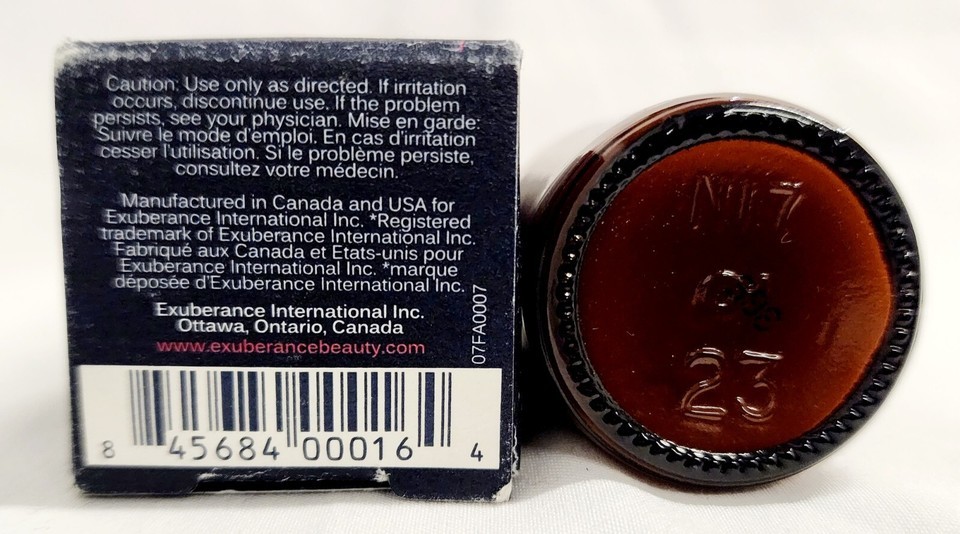 Caution: Use only as directed. If irritation
occurs, discontinue use. If the problem
persists, see your physician. Mise en garde:
Suivre le mode d'emploi. En cas d'irritation
cesser l'utilisation. Si le problème persiste,
consultez votre médecin.
Manufactured in Canada and USA for
Exuberance International Inc. *Registered
trademark of Exuberance International Inc.
Fabriqué aux Canada et Etats-unis pour
Exuberance International Inc. *marque
déposée d'Exuberance International Inc.
Exuberance International Inc.
Ottawa, Ontario, Canada
www.exuberancebeauty.com
07FA0007
8 45684 00016 4
23